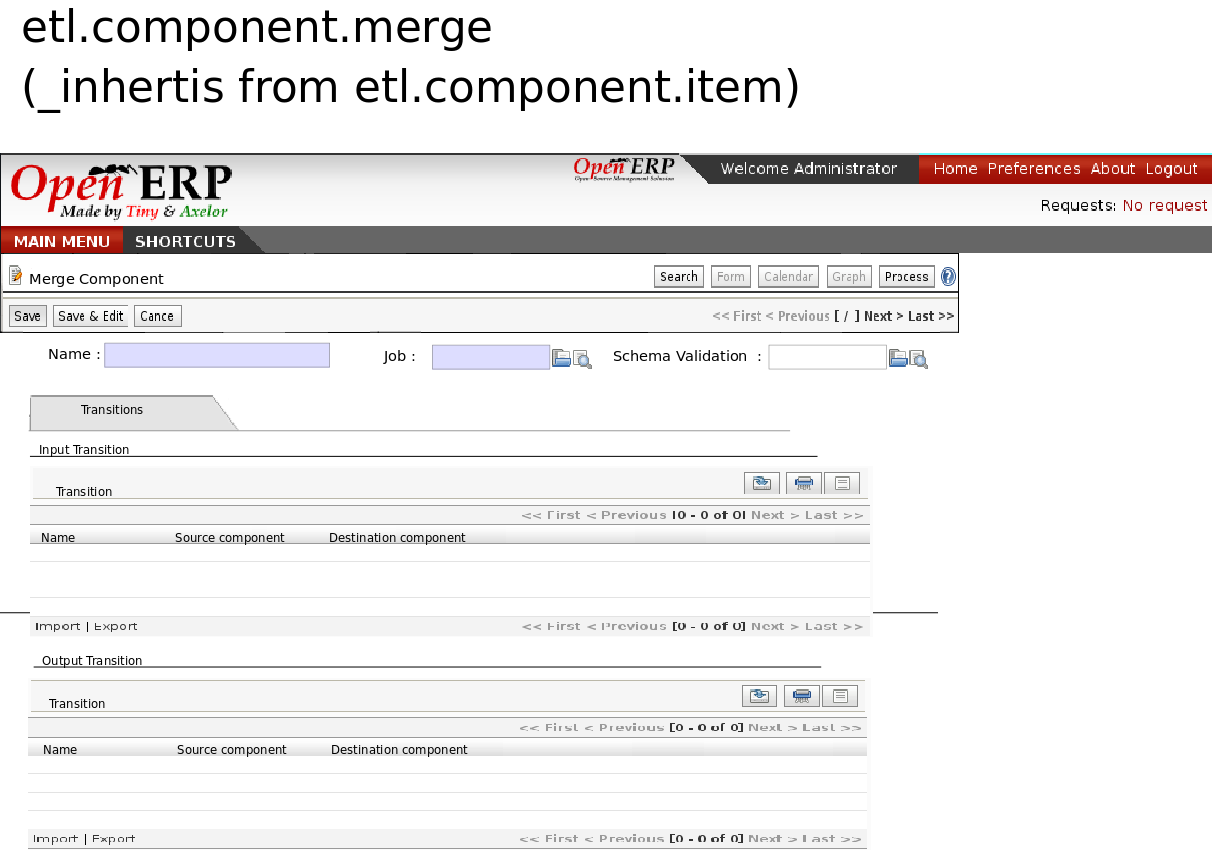 etl.component.merge
(_inhertis from etl.component.item)
Open ERP
Made by Tiny & Axelor
Open ERP
Open Source Management Solution
Welcome Administrator
Home Preferences About Logout
Requests: No request
MAIN MENU SHORTCUTS
Merge Component
Search Form Calendar Graph Process ?
Save Save & Edit Cance
<< First < Previous [ / ] Next > Last >>
Name : Job : Schema Validation :
Transitions
Input Transition
Transition
<< First < Previous [0 - 0 of 0] Next > Last >>
Name Source component Destination component
Import | Export << First < Previous [0 - 0 of 0] Next > Last >>
Output Transition
Transition
<< First < Previous [0 - 0 of 0] Next > Last >>
Name Source component Destination component
Import | Export << First < Previous [0 - 0 of 0] Next > Last >>